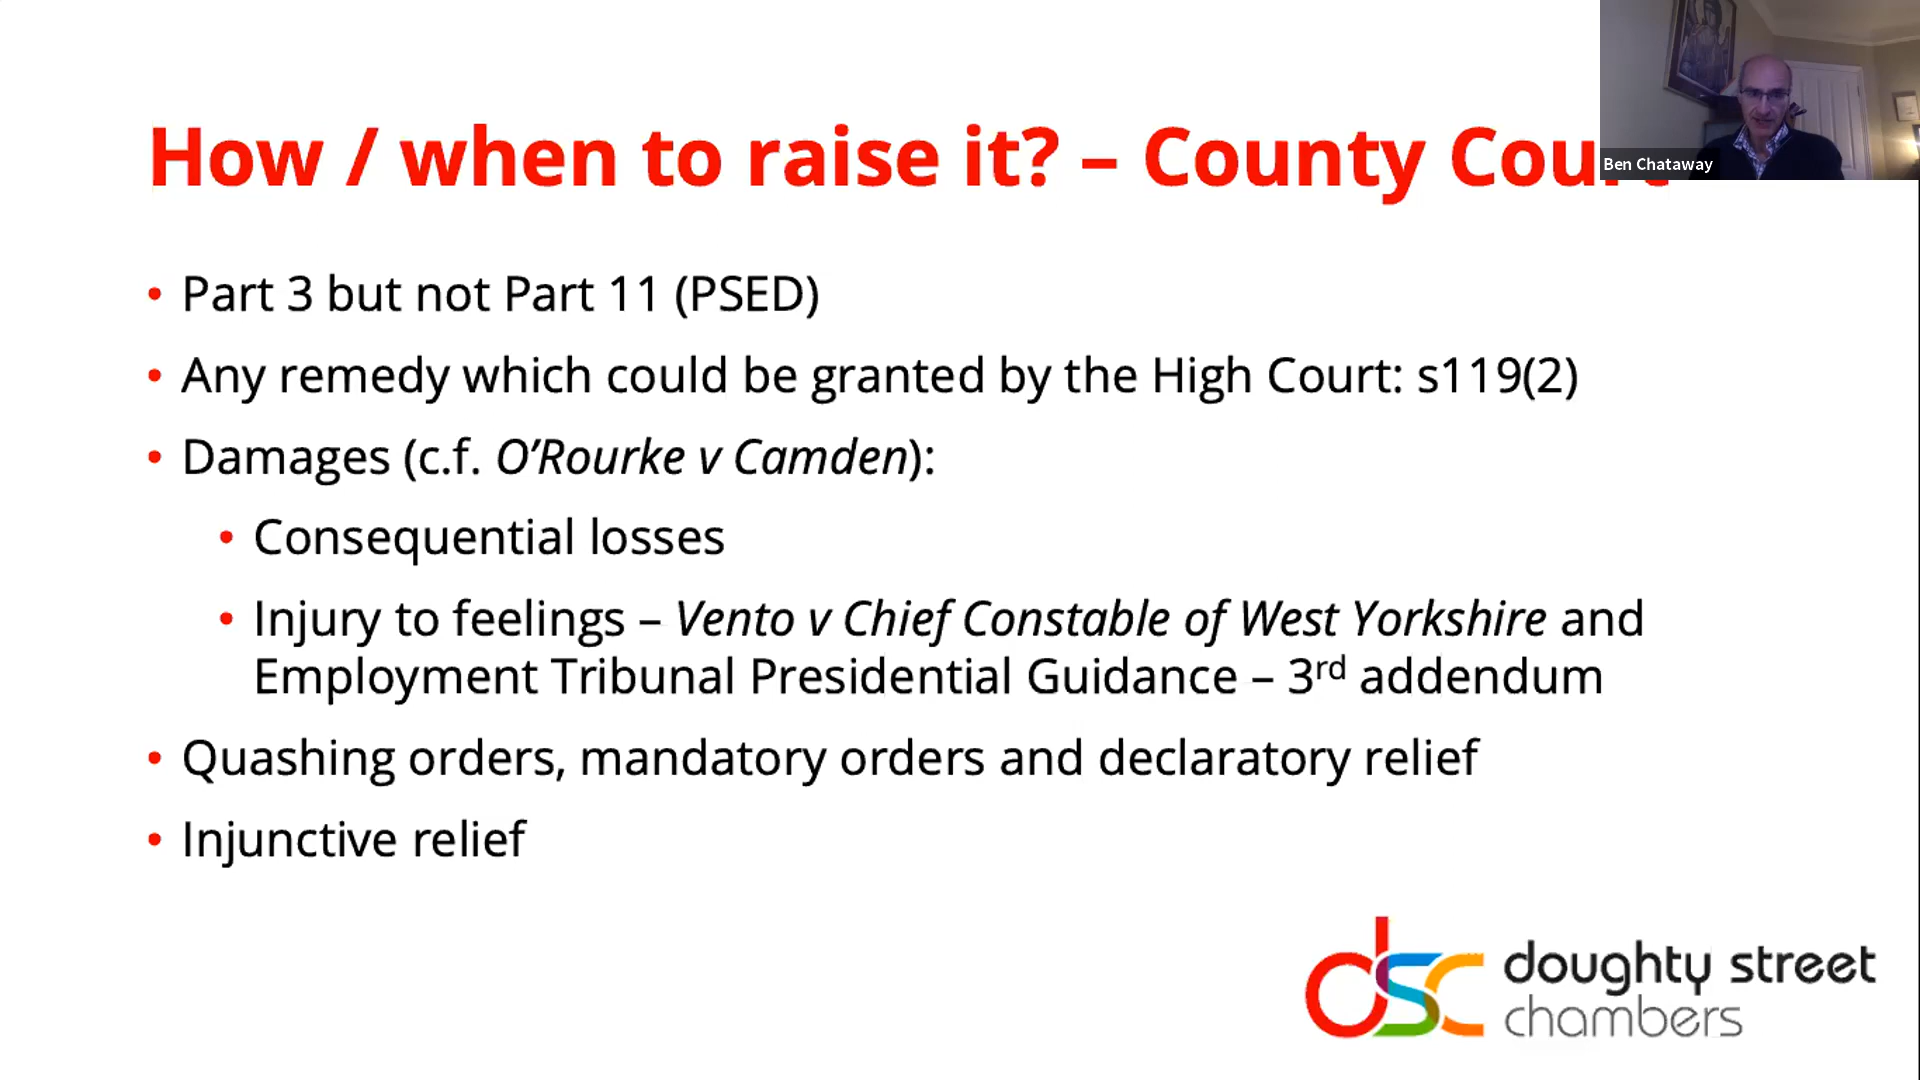 How / when to raise it? – County Court
Ben Chataway
• Part 3 but not Part 11 (PSED)
• Any remedy which could be granted by the High Court: s119(2)
• Damages (c.f. O’Rourke v Camden):
• Consequential losses
• Injury to feelings – Vento v Chief Constable of West Yorkshire and
Employment Tribunal Presidential Guidance – 3rd addendum
• Quashing orders, mandatory orders and declaratory relief
• Injunctive relief
dsc doughty street
chambers